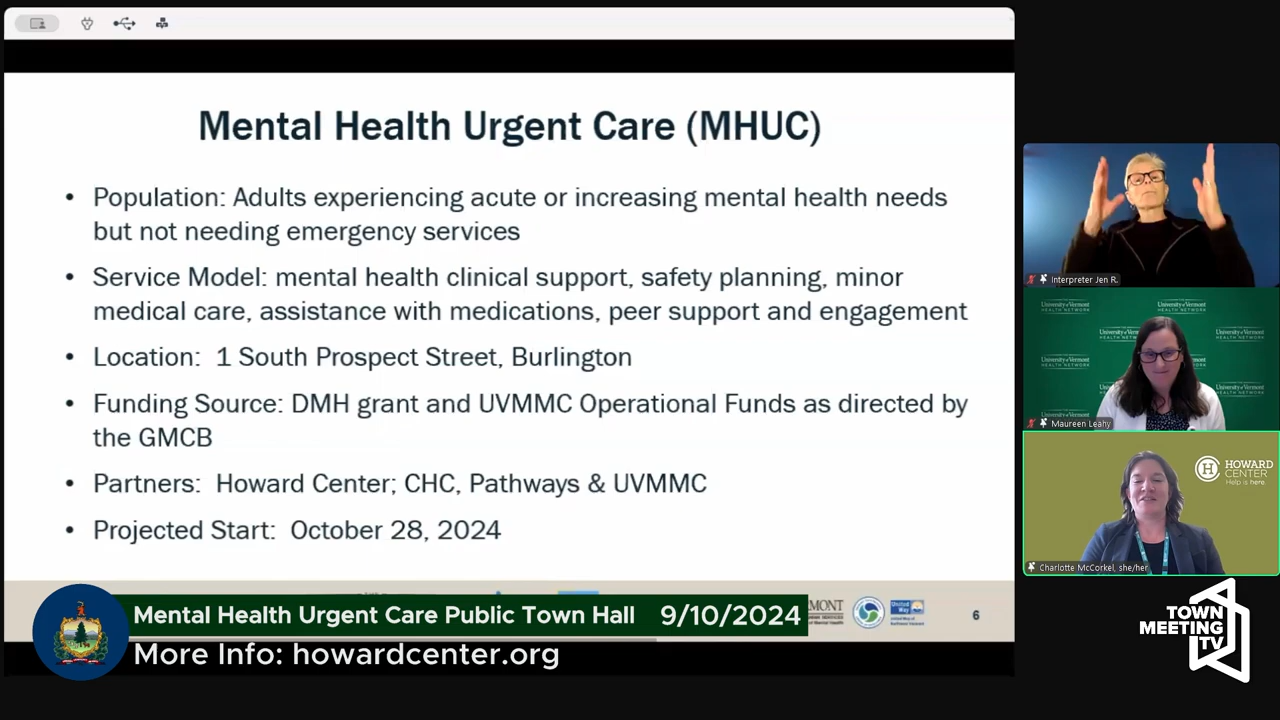 Mental Health Urgent Care (MHUC)
• Population: Adults experiencing acute or increasing mental health needs
but not needing emergency services
• Service Model: mental health clinical support, safety planning, minor
medical care, assistance with medications, peer support and engagement
• Location: 1 South Prospect Street, Burlington
• Funding Source: DMH grant and UVMMC Operational Funds as directed by
the GMCB
• Partners: Howard Center; CHC, Pathways & UVMMC
• Projected Start: October 28, 2024
6
Mental Health Urgent Care Public Town Hall 9/10/2024
More Info: howardcenter.org
Interpreter Jen R.
University of Vermont
HEALTH NETWORK
Maureen Leahy
HOWARD
CENTER
Help is here.
Charlotte McCorkel, she/her
TOWN
MEETING
TV